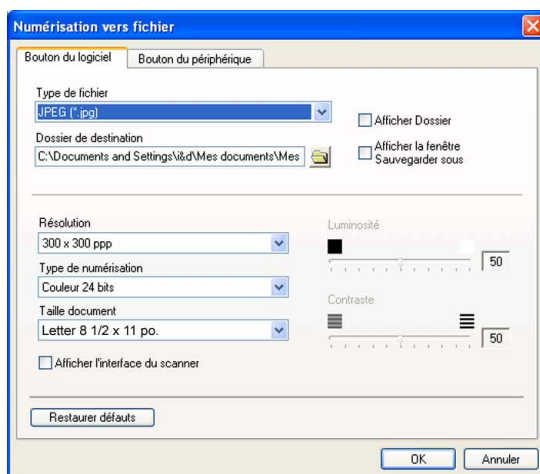 Numérisation vers fichier
Bouton du logiciel
Bouton du périphérique
Type de fichier
JPEG (*.jpg)
Afficher Dossier
Dossier de destination
C:\Documents and Settings\i&d\Mes documents\Mes
Afficher la fenêtre
Sauvegarder sous
Résolution
300 x 300 ppp
Type de numérisation
Couleur 24 bits
Taille document
Letter 8 1/2 x 11 po.
Afficher l'interface du scanner
Luminosité
50
Contraste
50
Restaurer défauts
OK
Annuler